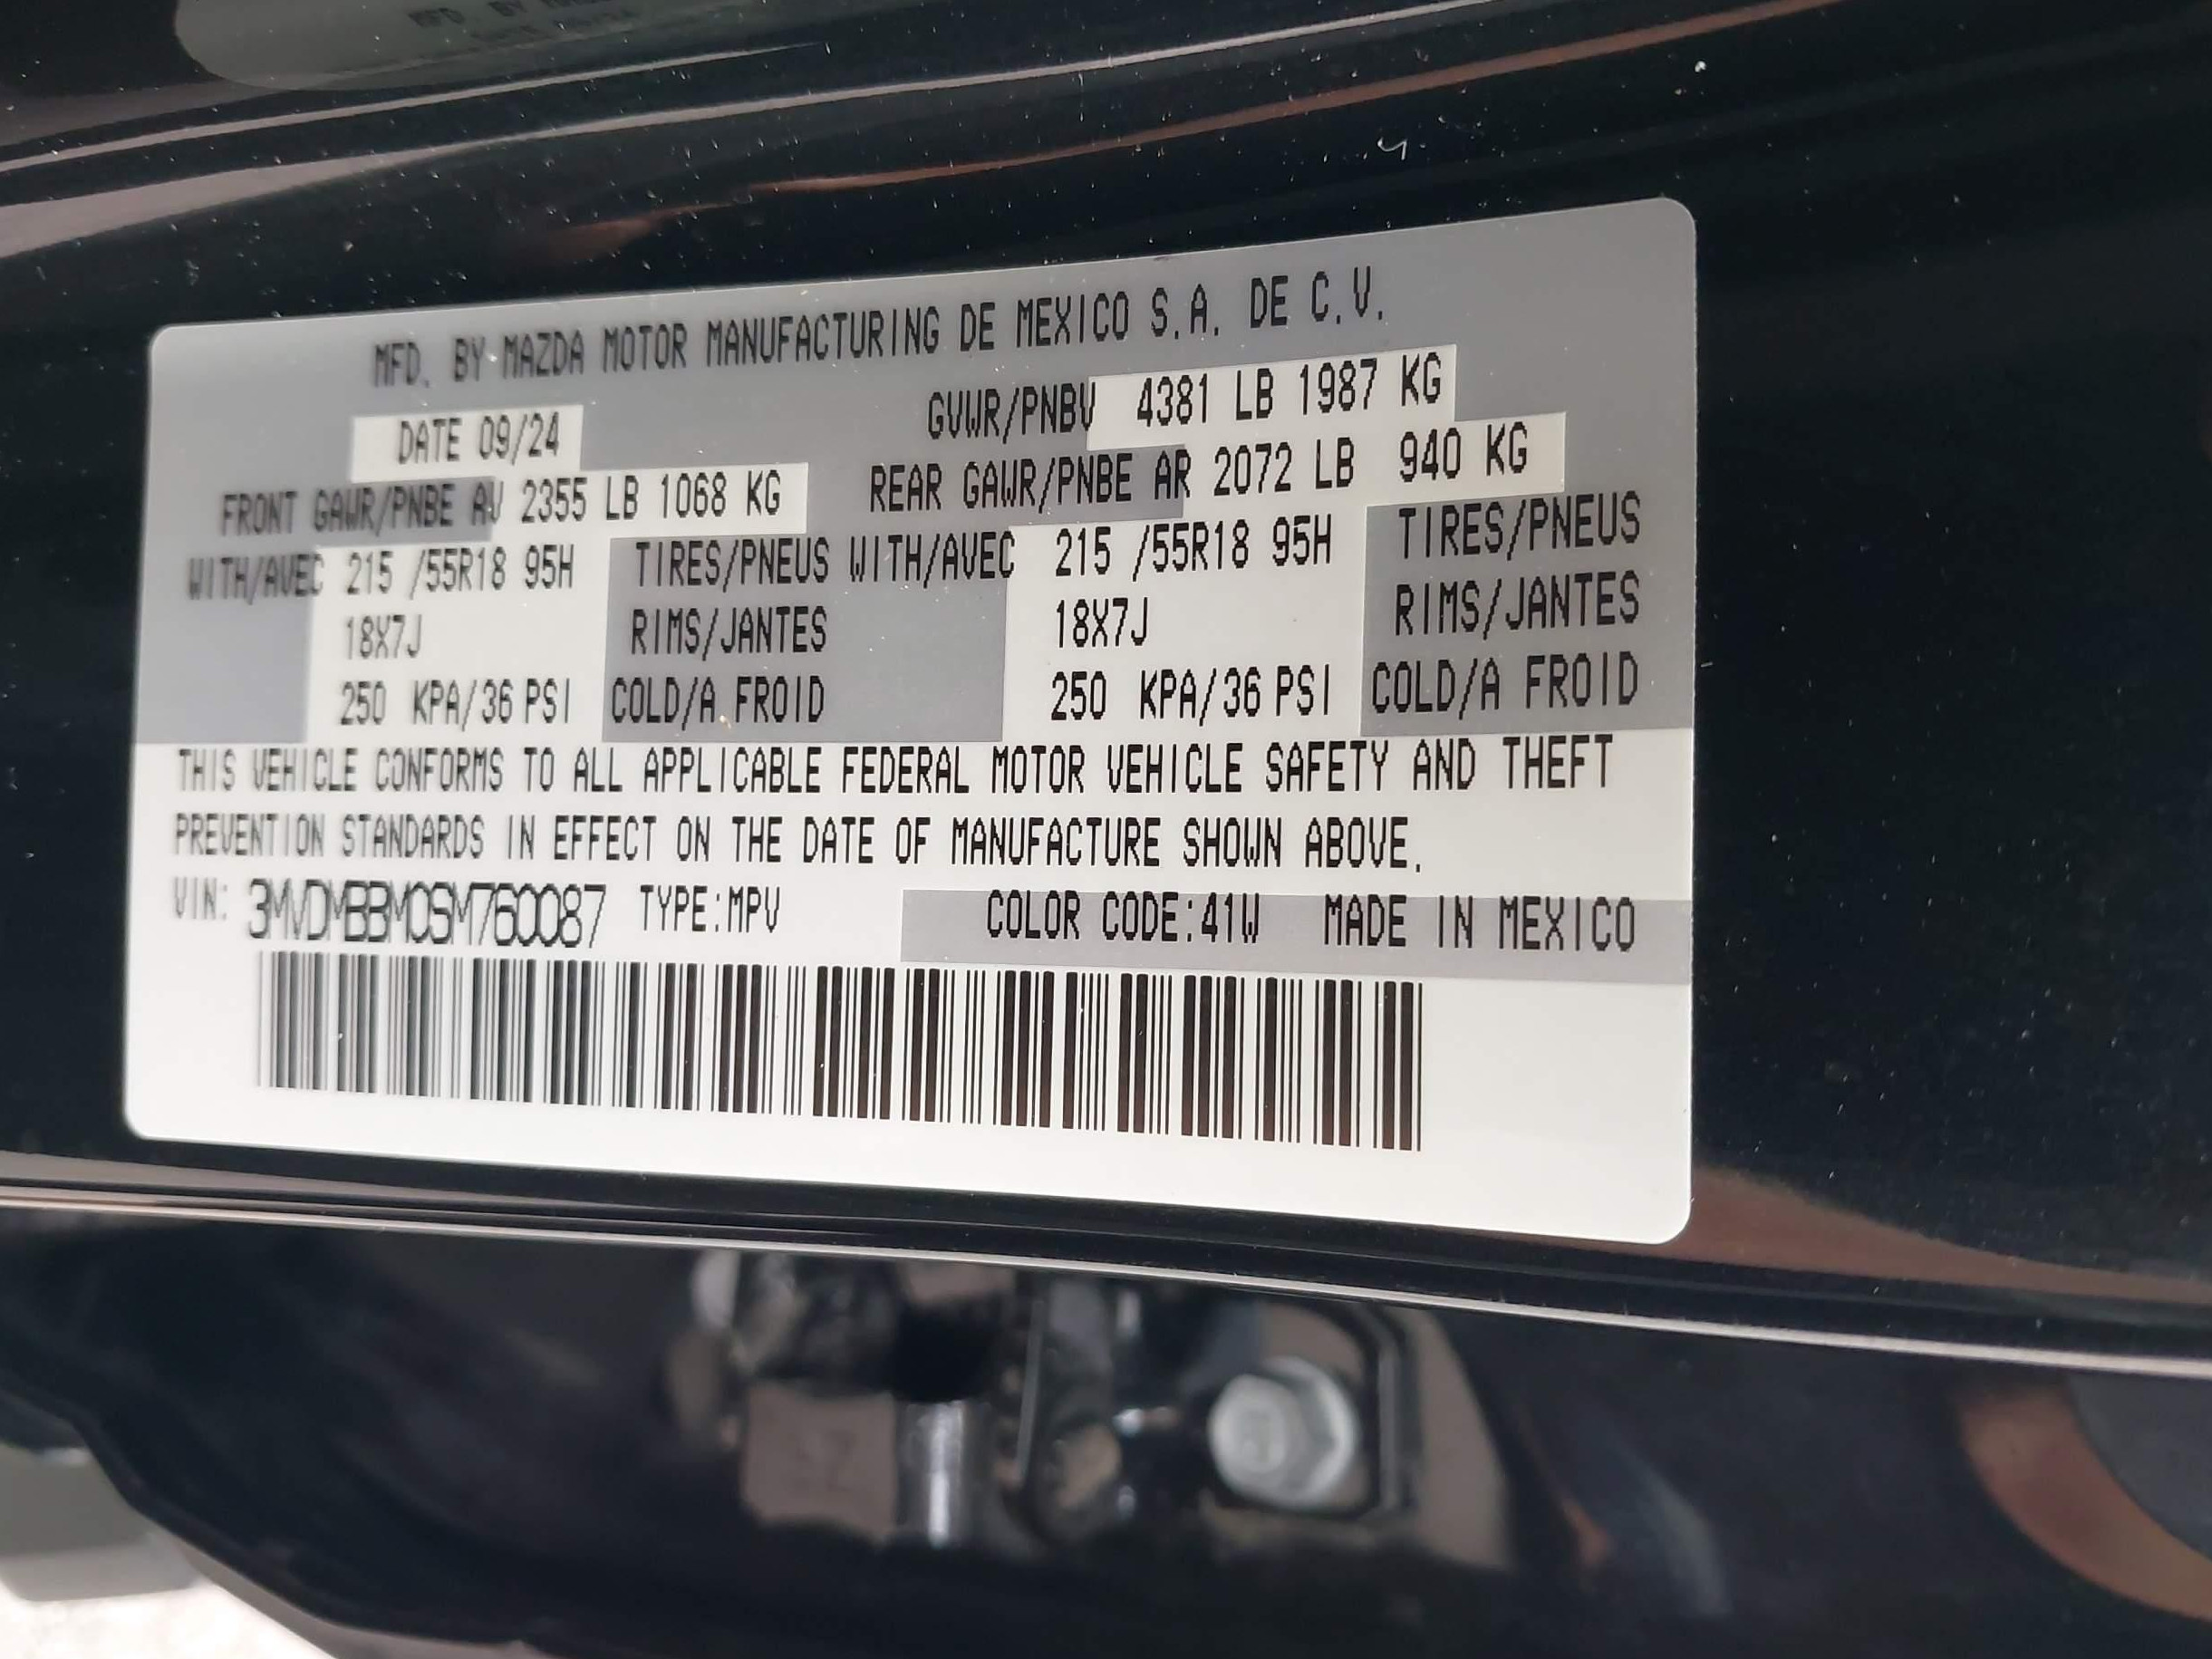 MFD. BY MAZDA MOTOR MANUFACTURING DE MEXICO S.A. DE C.V.
DATE 09/24 GVWR/PNBV 4381 LB 1987 KG
FRONT GAWR/PNBE AV 2355 LB 1068 KG REAR GAWR/PNBE AR 2072 LB 940 KG
WITH/AVEC 215 /55R18 95H TIRES/PNEUS WITH/AVEC 215 /55R18 95H TIRES/PNEUS
18X7J RIMS/JANTES 18X7J RIMS/JANTES
250 KPA/36 PSI COLD/A FROID 250 KPA/36 PSI COLD/A FROID
THIS VEHICLE CONFORMS TO ALL APPLICABLE FEDERAL MOTOR VEHICLE SAFETY AND THEFT
PREVENTION STANDARDS IN EFFECT ON THE DATE OF MANUFACTURE SHOWN ABOVE.
VIN: 3MVDMBBM0SM760087 TYPE:MPV COLOR CODE:41W MADE IN MEXICO